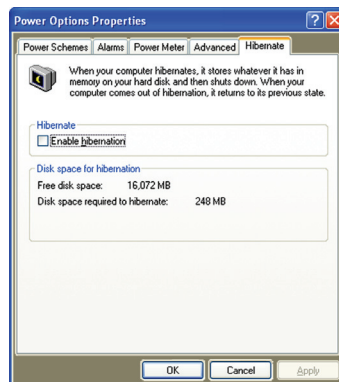 Power Options Properties
Power Schemes Alarms Power Meter Advanced Hibernate
When your computer hibernates, it stores whatever it has in
memory on your hard disk and then shuts down. When your
computer comes out of hibernation, it returns to its previous state.
Hibernate
Enable hibernation
Disk space for hibernation
Free disk space: 16,072 MB
Disk space required to hibernate: 248 MB
OK Cancel Apply